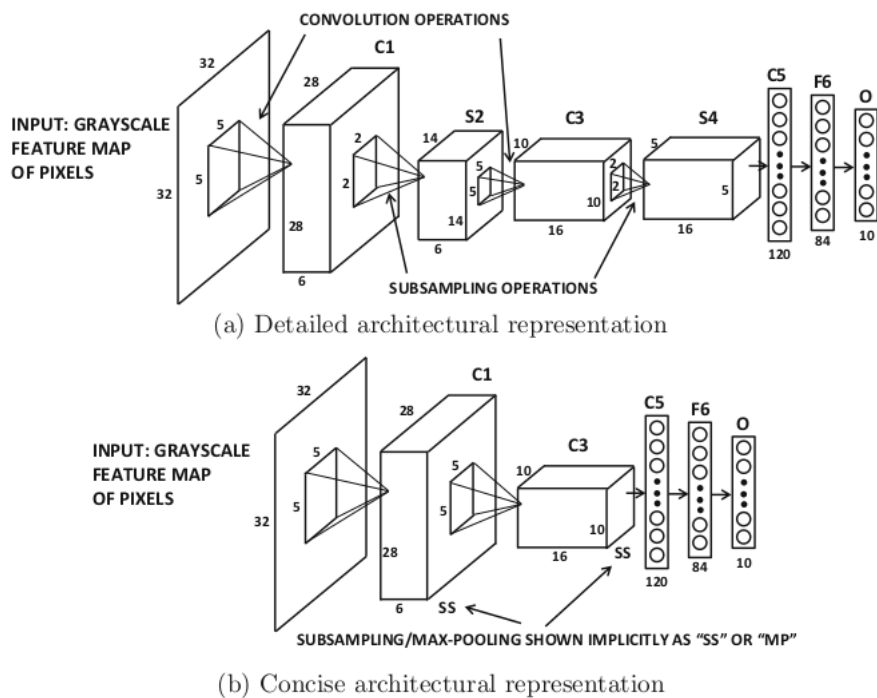 CONVOLUTION OPERATIONS
32
28
C1
5
2
14
S2
5
10
C3
2
5
S4
C5
F6
O
INPUT: GRAYSCALE
FEATURE MAP
OF PIXELS
32
5
28
6
2
14
6
5
10
16
2
5
16
120
84
10
SUBSAMPLING OPERATIONS
(a) Detailed architectural representation
32
28
C1
5
5
10
C3
C5
F6
O
INPUT: GRAYSCALE
FEATURE MAP
OF PIXELS
32
5
28
6
SS
5
10
16
SS
120
84
10
SUBSAMPLING/MAX-POOLING SHOWN IMPLICITLY AS “SS” OR “MP”
(b) Concise architectural representation